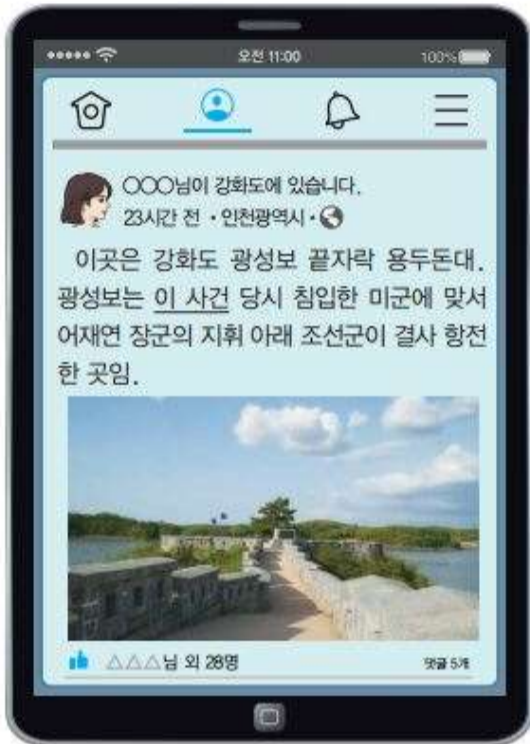 오전 11:00
100%
○○○님이 강화도에 있습니다.
23시간 전 • 인천광역시 •
이곳은 강화도 광성보 끝자락 용두돈대.
광성보는 이 사건 당시 침입한 미군에 맞서
어재연 장군의 지휘 아래 조선군이 결사 항전
한 곳임.
△△△님 외 28명
댓글 5개